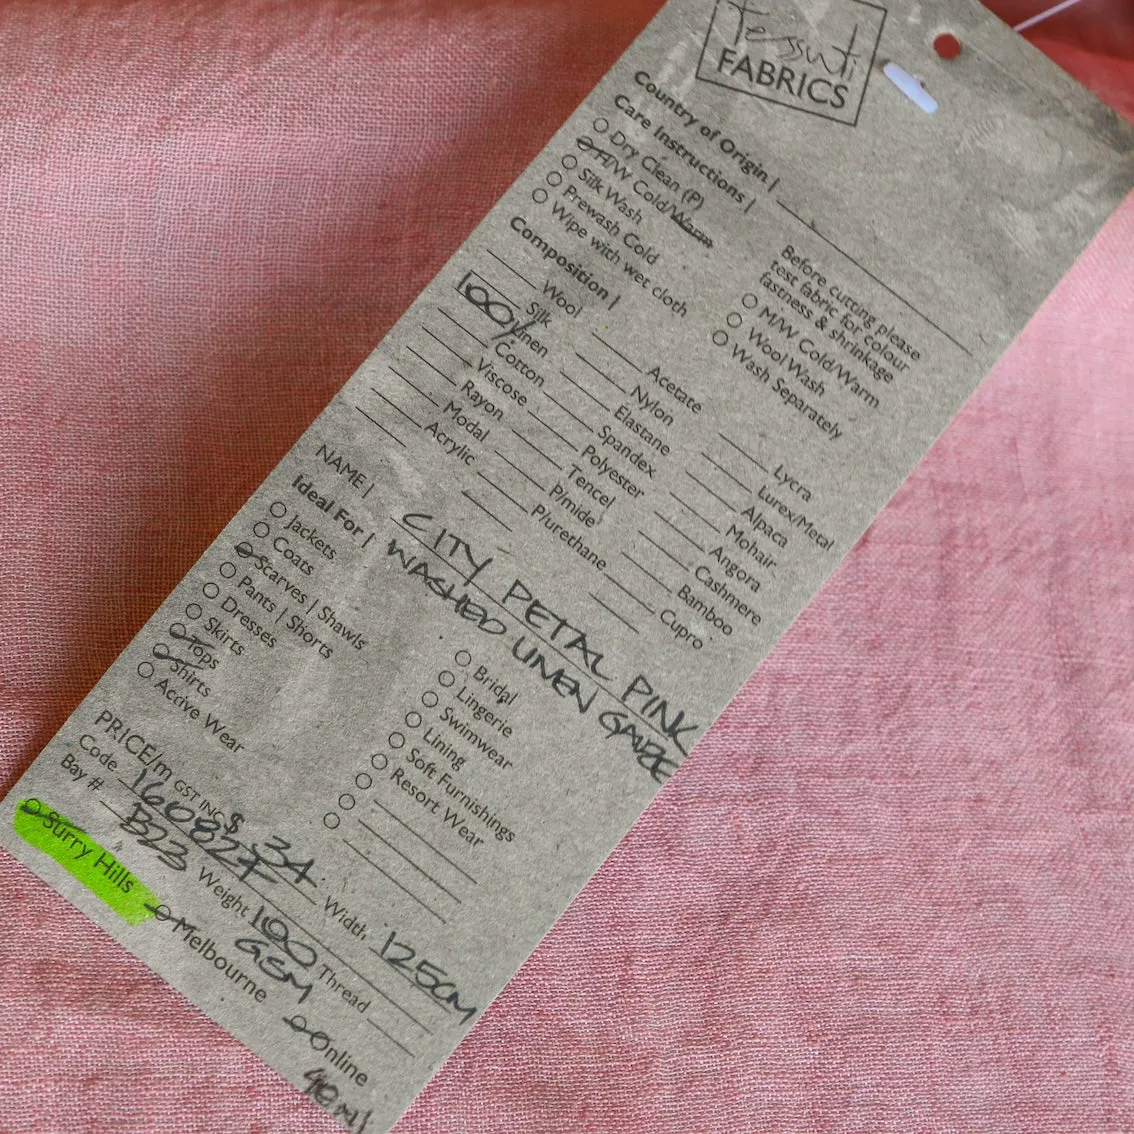 Tessuti
FABRICS
Country of Origin |
Care Instructions |
Dry Clean (P)
H/W Cold/Warm
Silk Wash
Prewash Cold
Wipe with wet cloth
Before cutting please
test fabric for colour
fastness & shrinkage
M/W Cold/Warm
Wool Wash
Wash Separately
Composition |
Wool
Silk
100% Linen
Cotton
Viscose
Rayon
Modal
Acrylic
Acetate
Nylon
Elastane
Spandex
Polyester
Tencel
P/mide
P/urethane
Lycra
Lurex/Metal
Alpaca
Mohair
Angora
Cashmere
Bamboo
Cupro
NAME | CITY PETAL PINK
WASHED LINEN GAUZE
Ideal For |
Jackets
Coats
Scarves | Shawls
Pants | Shorts
Dresses
Skirts
Tops
Shirts
Active Wear
Bridal
Lingerie
Swimwear
Lining
Soft Furnishings
Resort Wear
PRICE/m GST INC $ 34
Width 125CM
Code 160827
Weight 100 GSM
Thread
Bay # B23
Surry Hills
Melbourne
Online